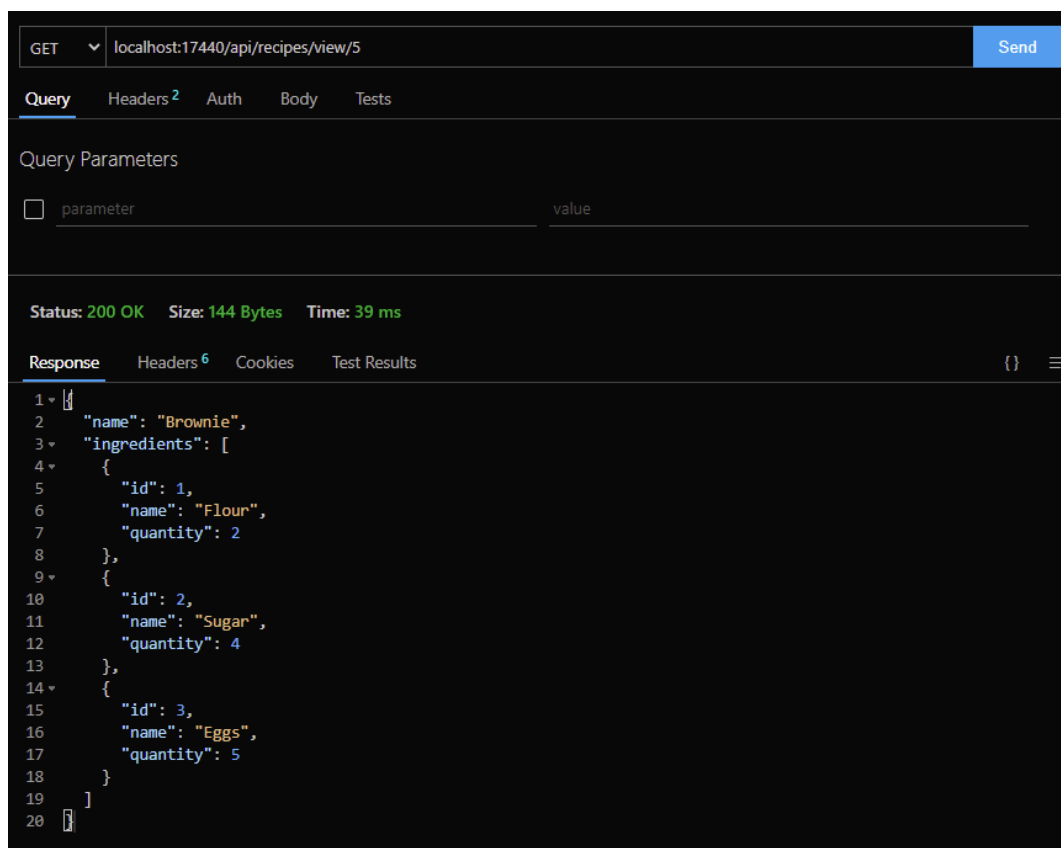 GET localhost:17440/api/recipes/view/5 Send
Query Headers 2 Auth Body Tests
Query Parameters
parameter value
Status: 200 OK Size: 144 Bytes Time: 39 ms
Response Headers 6 Cookies Test Results {}
1 {
2 "name": "Brownie",
3 "ingredients": [
4 {
5 "id": 1,
6 "name": "Flour",
7 "quantity": 2
8 },
9 {
10 "id": 2,
11 "name": "Sugar",
12 "quantity": 4
13 },
14 {
15 "id": 3,
16 "name": "Eggs",
17 "quantity": 5
18 }
19 ]
20 }